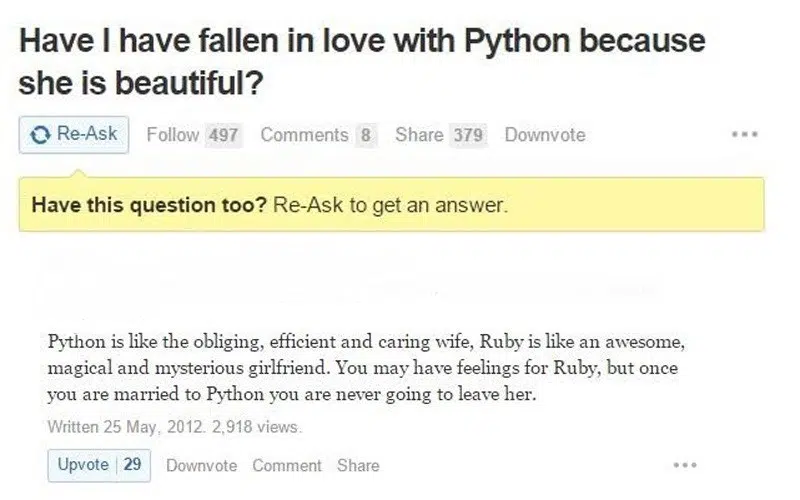 Have I have fallen in love with Python because
she is beautiful?
Re-Ask Follow 497 Comments 8 Share 379 Downvote
Have this question too? Re-Ask to get an answer.
Python is like the obliging, efficient and caring wife, Ruby is like an awesome,
magical and mysterious girlfriend. You may have feelings for Ruby, but once
you are married to Python you are never going to leave her.
Written 25 May, 2012. 2,918 views.
Upvote | 29 Downvote Comment Share